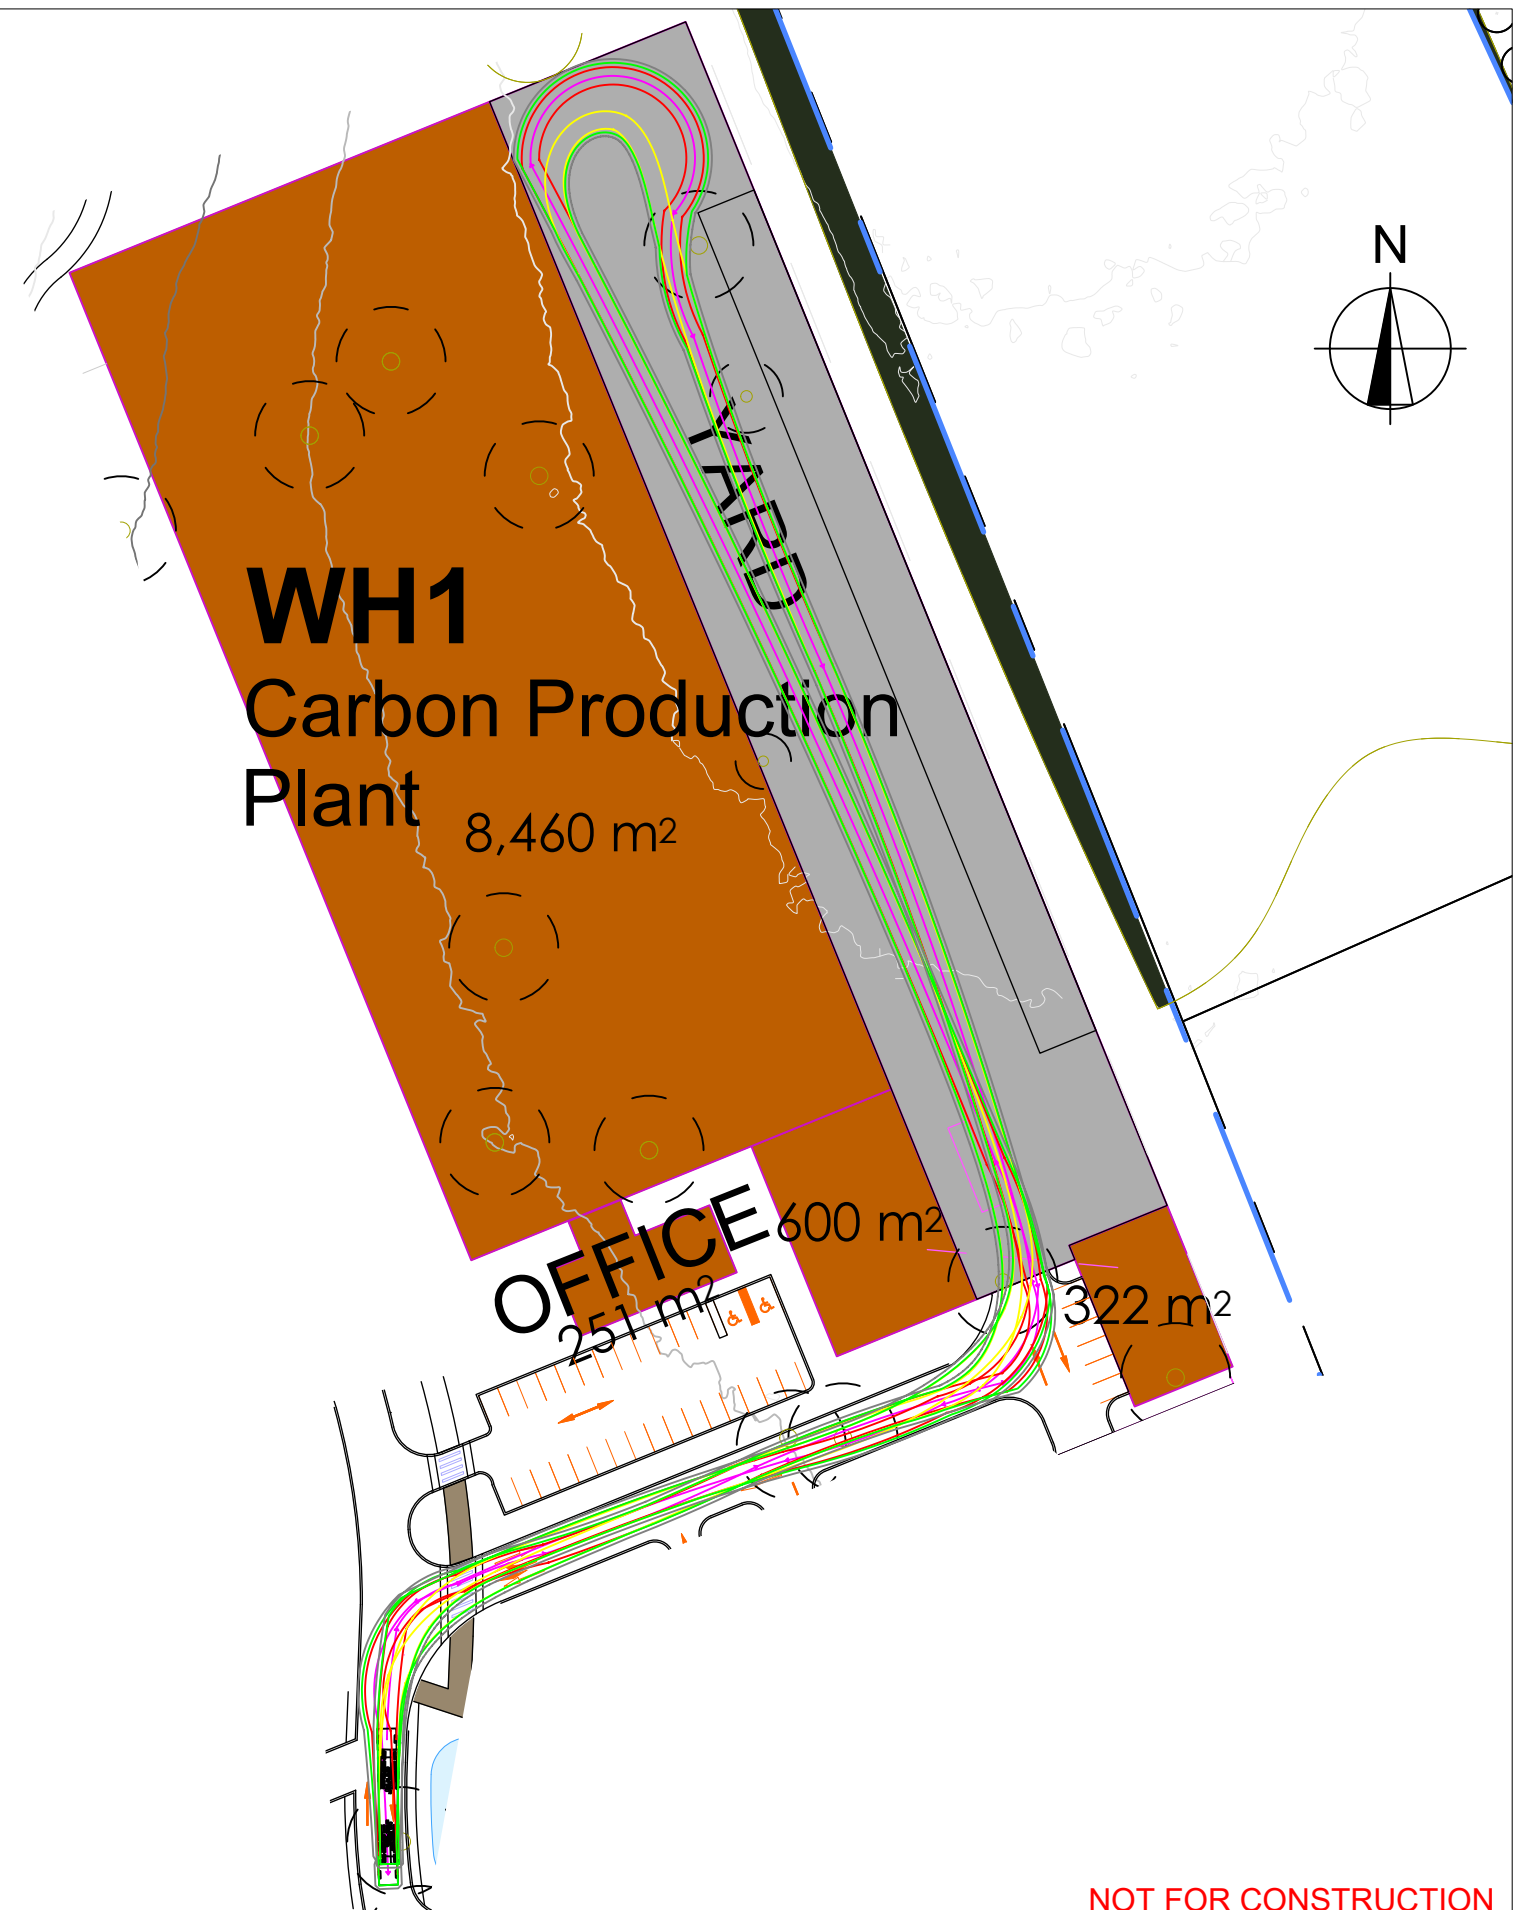 N
YARD
WH1
Carbon Production
Plant
8,460 m²
OFFICE
600 m²
251 m²
322 m²
NOT FOR CONSTRUCTION